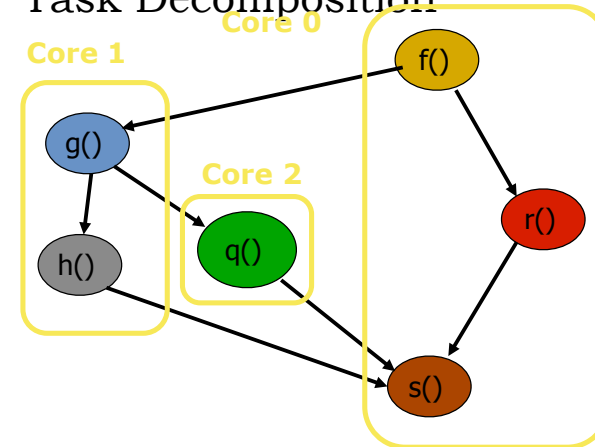 Task Decomposition
Core 0
Core 1
f()
g()
Core 2
r()
q()
h()
s()